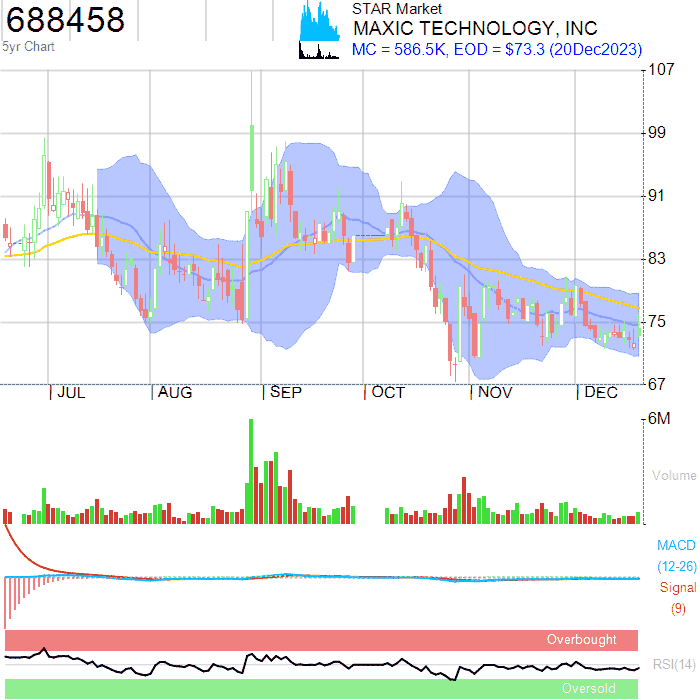 688458
5yr Chart
STAR Market
MAXIC TECHNOLOGY, INC
MC = 586.5K, EOD = $73.3 (20Dec2023)
107
99
91
83
75
67
JUL AUG SEP OCT NOV DEC
6M
Volume
MACD
(12-26)
Signal
(9)
Overbought
RSI(14)
Oversold